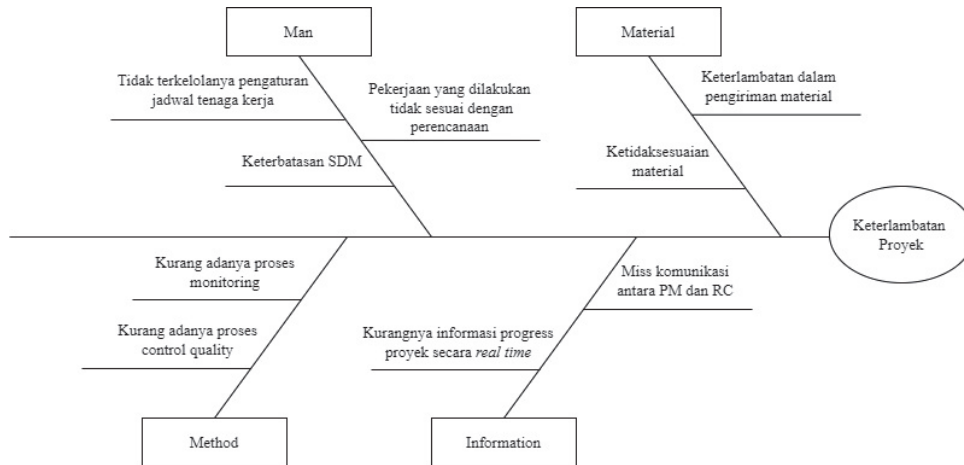 Man
Material
Tidak terkelolanya pengaturan
jadwal tenaga kerja
Pekerjaan yang dilakukan
tidak sesuai dengan
perencanaan
Keterlambatan dalam
pengiriman material
Keterbatasan SDM
Ketidaksesuaian
material
Keterlambatan
Proyek
Kurang adanya proses
monitoring
Miss komunikasi
antara PM dan RC
Kurang adanya proses
control quality
Kurangnya informasi progress
proyek secara real time
Method
Information